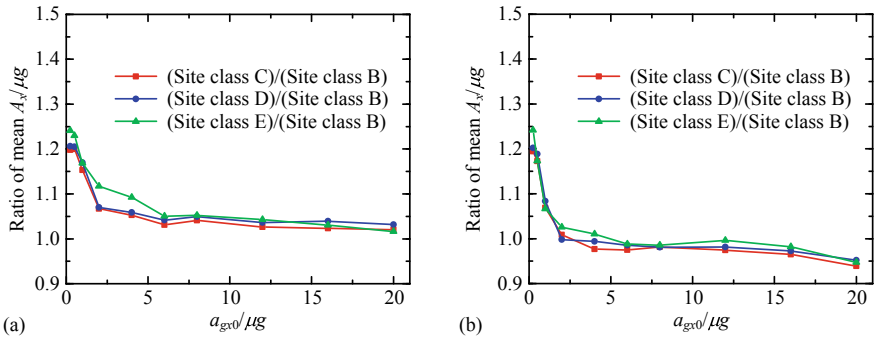 1.5
1.4
1.3
1.2
1.1
1.0
0.9
Ratio of mean Aₓ/μg
(Site class C)/(Site class B)
(Site class D)/(Site class B)
(Site class E)/(Site class B)
0 5 10 15 20
(a)
a_gx0/μg
1.5
1.4
1.3
1.2
1.1
1.0
0.9
Ratio of mean Aₓ/μg
(Site class C)/(Site class B)
(Site class D)/(Site class B)
(Site class E)/(Site class B)
0 5 10 15 20
(b)
a_gx0/μg